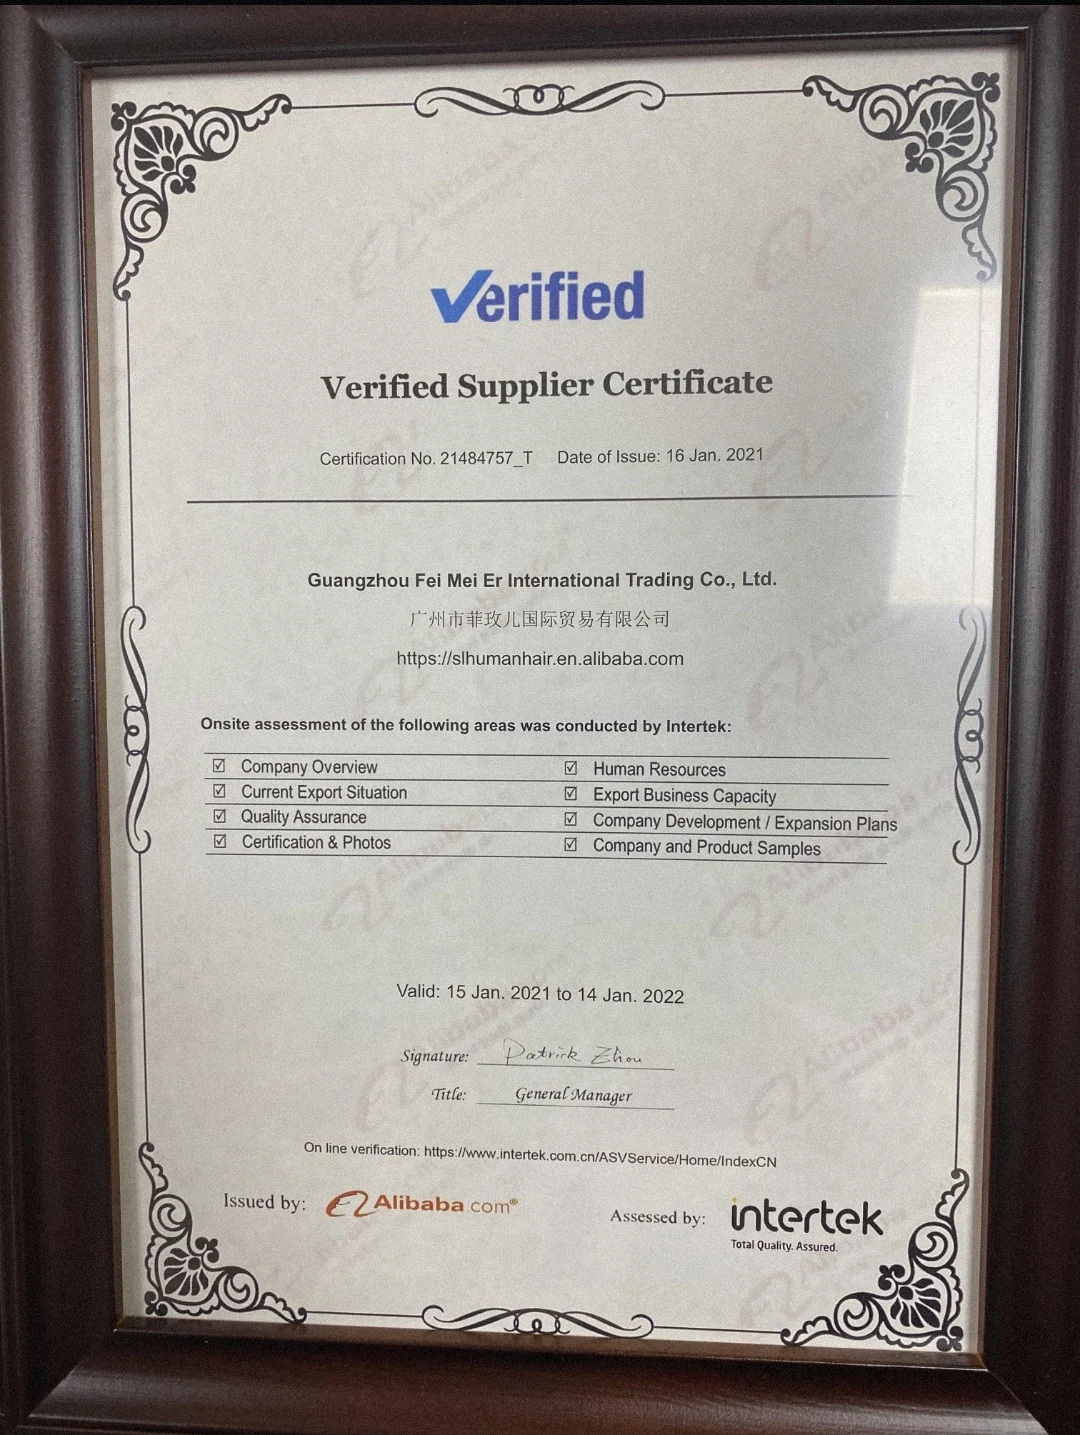 Verified
Verified Supplier Certificate
Certification No. 21484757_T Date of Issue: 16 Jan. 2021
Guangzhou Fei Mei Er International Trading Co., Ltd.
广州市菲玫儿国际贸易有限公司
https://slhumanhair.en.alibaba.com
Onsite assessment of the following areas was conducted by Intertek:
☑ Company Overview ☑ Human Resources
☑ Current Export Situation ☑ Export Business Capacity
☑ Quality Assurance ☑ Company Development / Expansion Plans
☑ Certification & Photos ☑ Company and Product Samples
Valid: 15 Jan. 2021 to 14 Jan. 2022
Signature: Patrick Zhou
Title: General Manager
On line verification: https://www.intertek.com.cn/ASVService/Home/IndexCN
Issued by: Alibaba.com®
Assessed by: intertek
Total Quality. Assured.